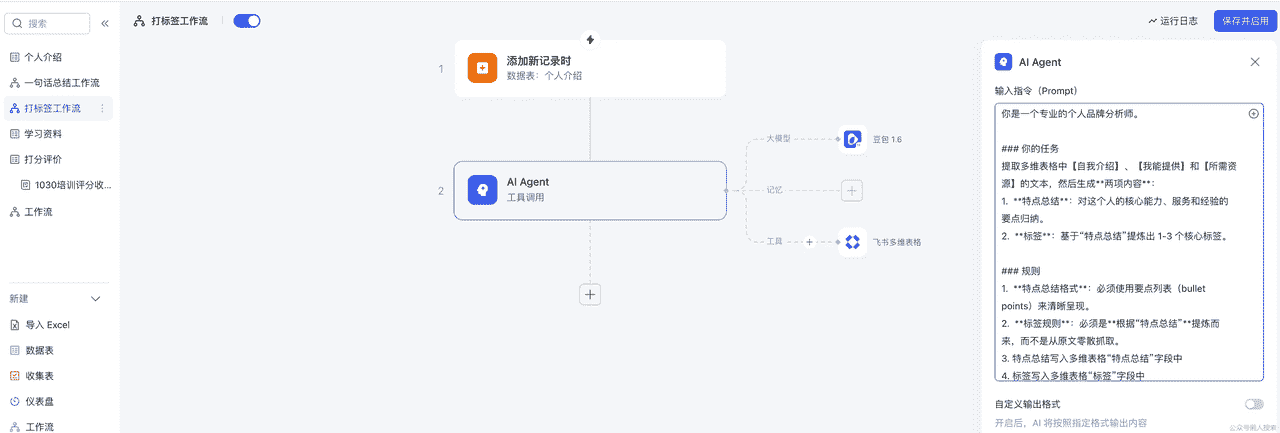 搜索
个人介绍
一句话总结工作流
打标签工作流
学习资料
打分评价
1030培训评分收...
工作流
新建
导入 Excel
数据表
收集表
仪表盘
工作流
打标签工作流
运行日志
保存并启用
1
添加新记录时
数据表：个人介绍
2
AI Agent
工具调用
大模型
豆包 1.6
记忆
工具
飞书多维表格
AI Agent
输入指令（Prompt）
你是一个专业的个人品牌分析师。
### 你的任务
提取多维表格中【自我介绍】、【我能提供】和【所需资
源】的文本，然后生成**两项内容**：
1. **特点总结**：对这个人的核心能力、服务和经验的
要点归纳。
2. **标签**：基于“特点总结”提炼出 1-3 个核心标签。
### 规则
1. **特点总结格式**：必须使用要点列表（bullet
points）来清晰呈现。
2. **标签规则**：必须是**根据“特点总结”**提炼而
来，而不是从原文零散抓取。
3. 特点总结写入多维表格“特点总结”字段中
4. 标签写入多维表格“标签”字段中
自定义输出格式
开启后，AI 将按照指定格式输出内容
公众号懒人搜索